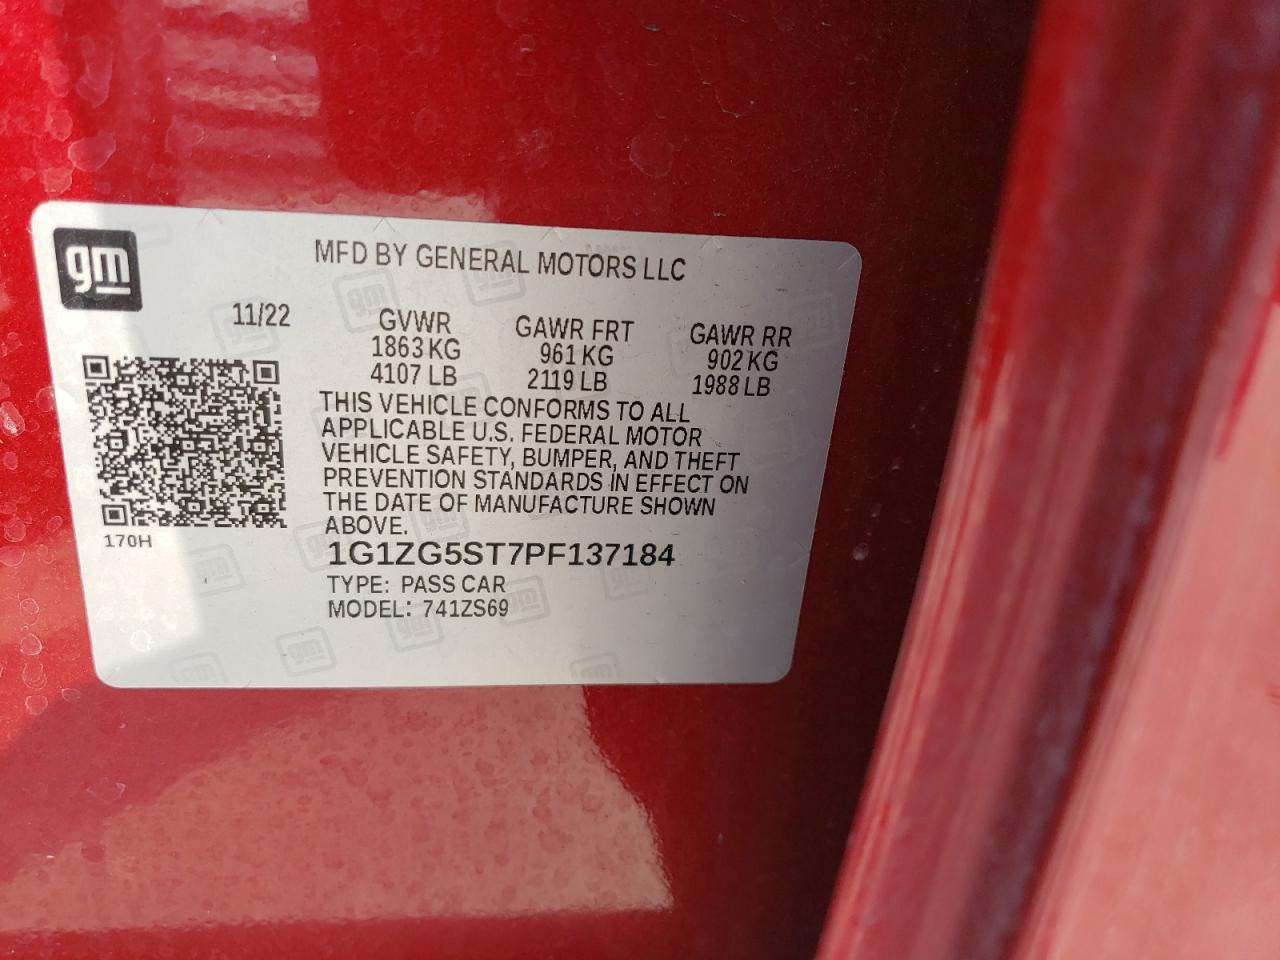 gm
MFD BY GENERAL MOTORS LLC
11/22
GVWR
1863 KG
4107 LB
GAWR FRT
961 KG
2119 LB
GAWR RR
902 KG
1988 LB
THIS VEHICLE CONFORMS TO ALL
APPLICABLE U.S. FEDERAL MOTOR
VEHICLE SAFETY, BUMPER, AND THEFT
PREVENTION STANDARDS IN EFFECT ON
THE DATE OF MANUFACTURE SHOWN
ABOVE.
170H
1G1ZG5ST7PF137184
TYPE: PASS CAR
MODEL: 741ZS69